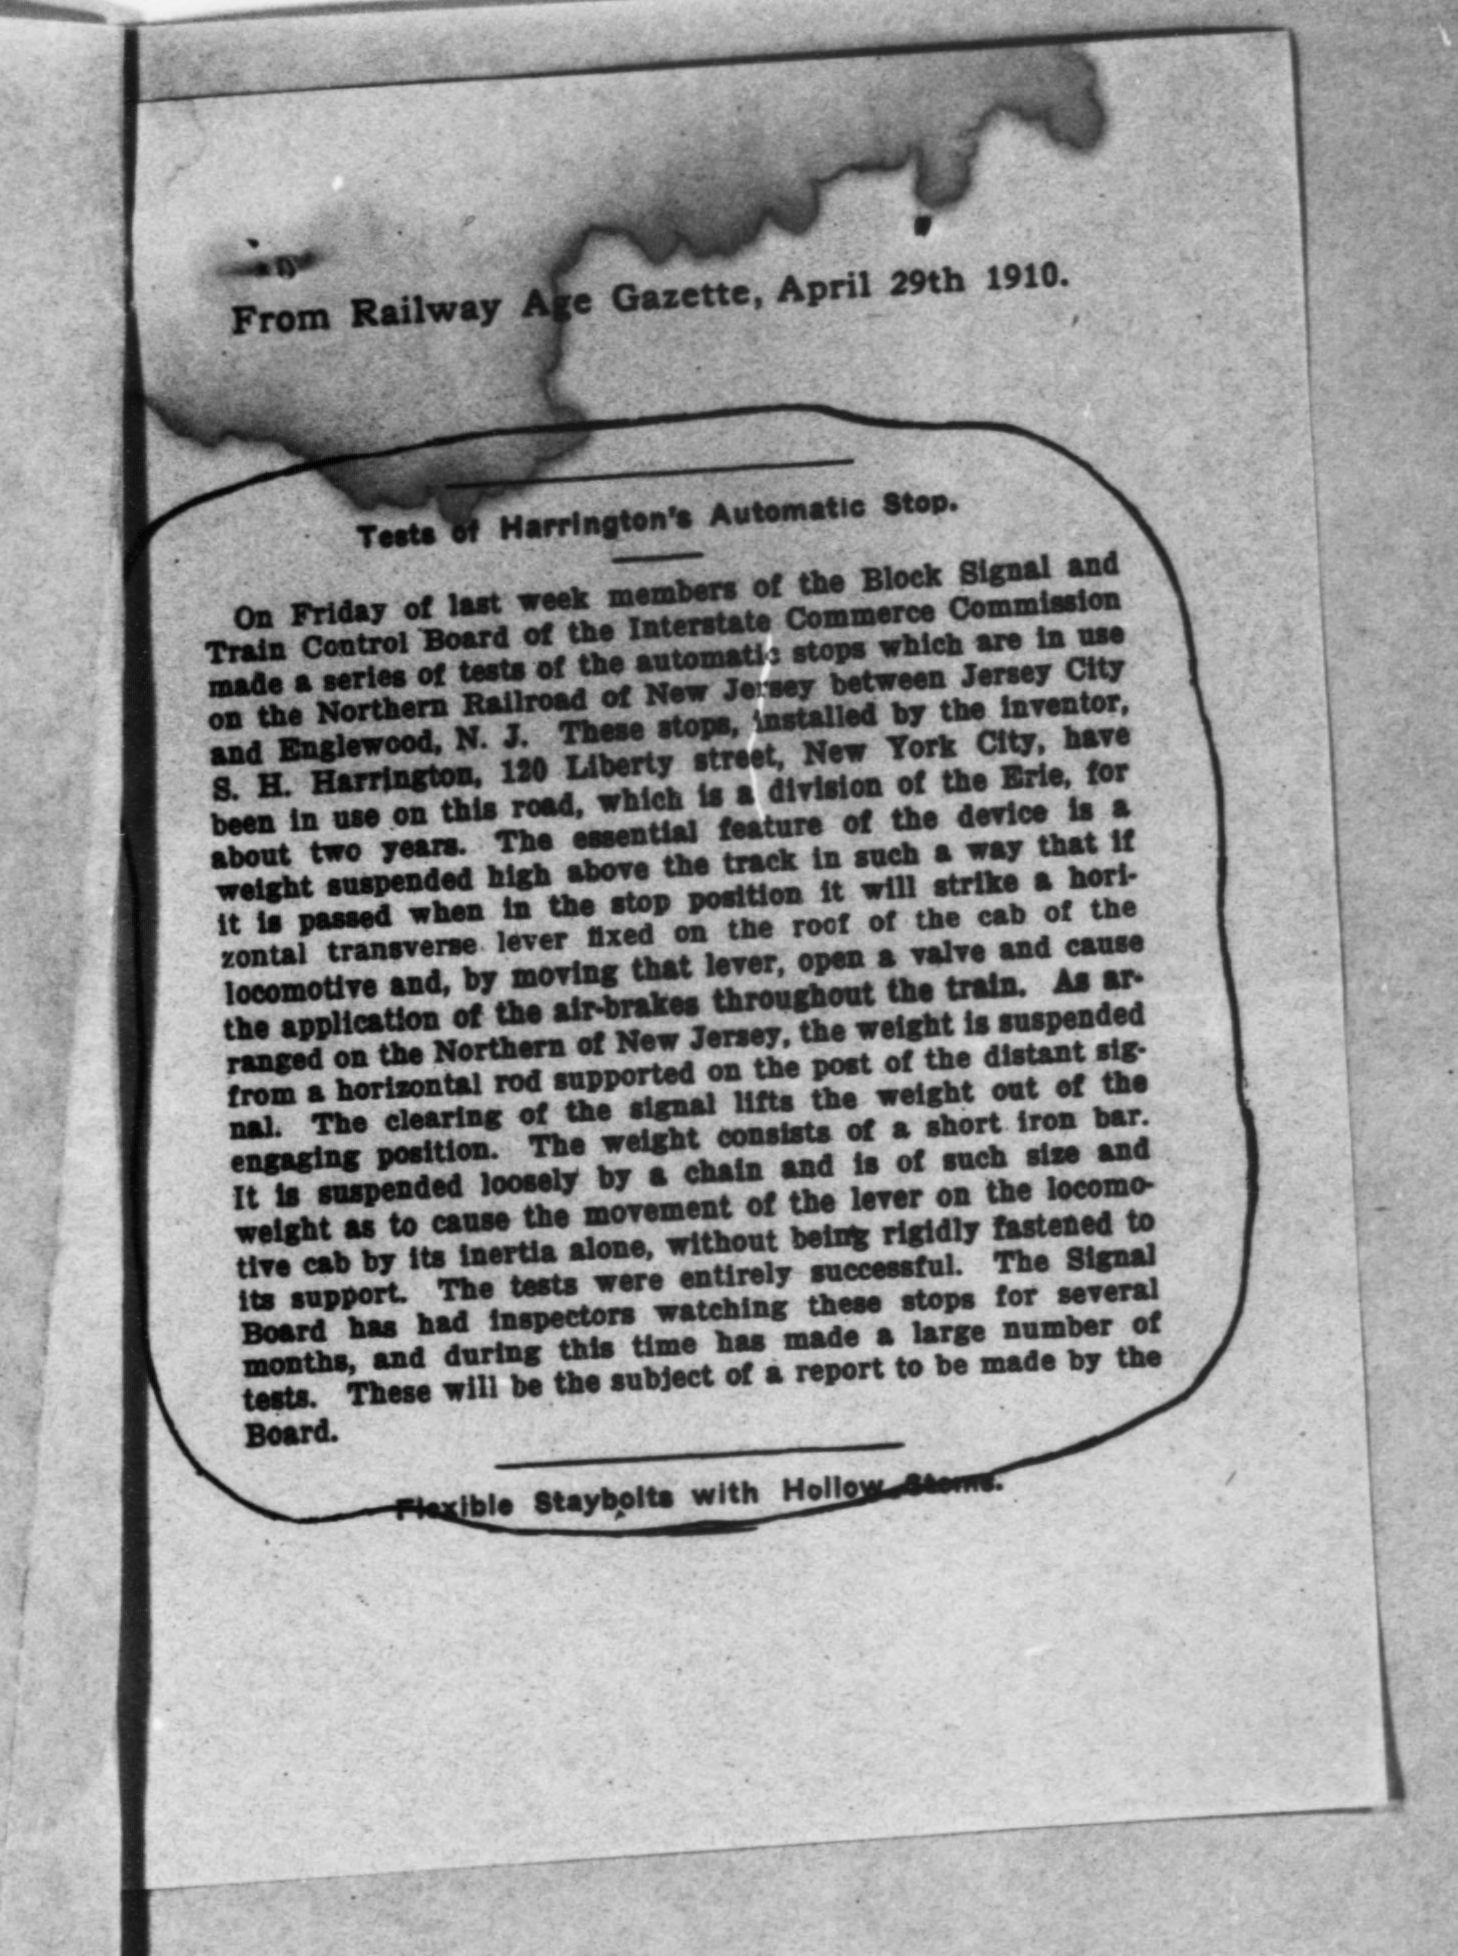 From Railway Age Gazette, April 29th 1910.
Tests of Harrington's Automatic Stop.
On Friday of last week members of the Block Signal and
Train Control Board of the Interstate Commerce Commission
made a series of tests of the automatic stops which are in use
on the Northern Railroad of New Jersey between Jersey City
and Englewood, N. J. These stops, installed by the inventor,
S. H. Harrington, 120 Liberty street, New York City, have
been in use on this road, which is a division of the Erie, for
about two years. The essential feature of the device is a
weight suspended high above the track in such a way that if
it is passed when in the stop position it will strike a hori-
zontal transverse lever fixed on the roof of the cab of the
locomotive and, by moving that lever, open a valve and cause
the application of the air-brakes throughout the train. As ar-
ranged on the Northern of New Jersey, the weight is suspended
from a horizontal rod supported on the post of the distant sig-
nal. The clearing of the signal lifts the weight out of the
engaging position. The weight consists of a short iron bar.
It is suspended loosely by a chain and is of such size and
weight as to cause the movement of the lever on the locomo-
tive cab by its inertia alone, without being rigidly fastened to
its support. The tests were entirely successful. The Signal
Board has had inspectors watching these stops for several
months, and during this time has made a large number of
tests. These will be the subject of a report to be made by the
Board.
Flexible Staybolts with Hollow Stems.